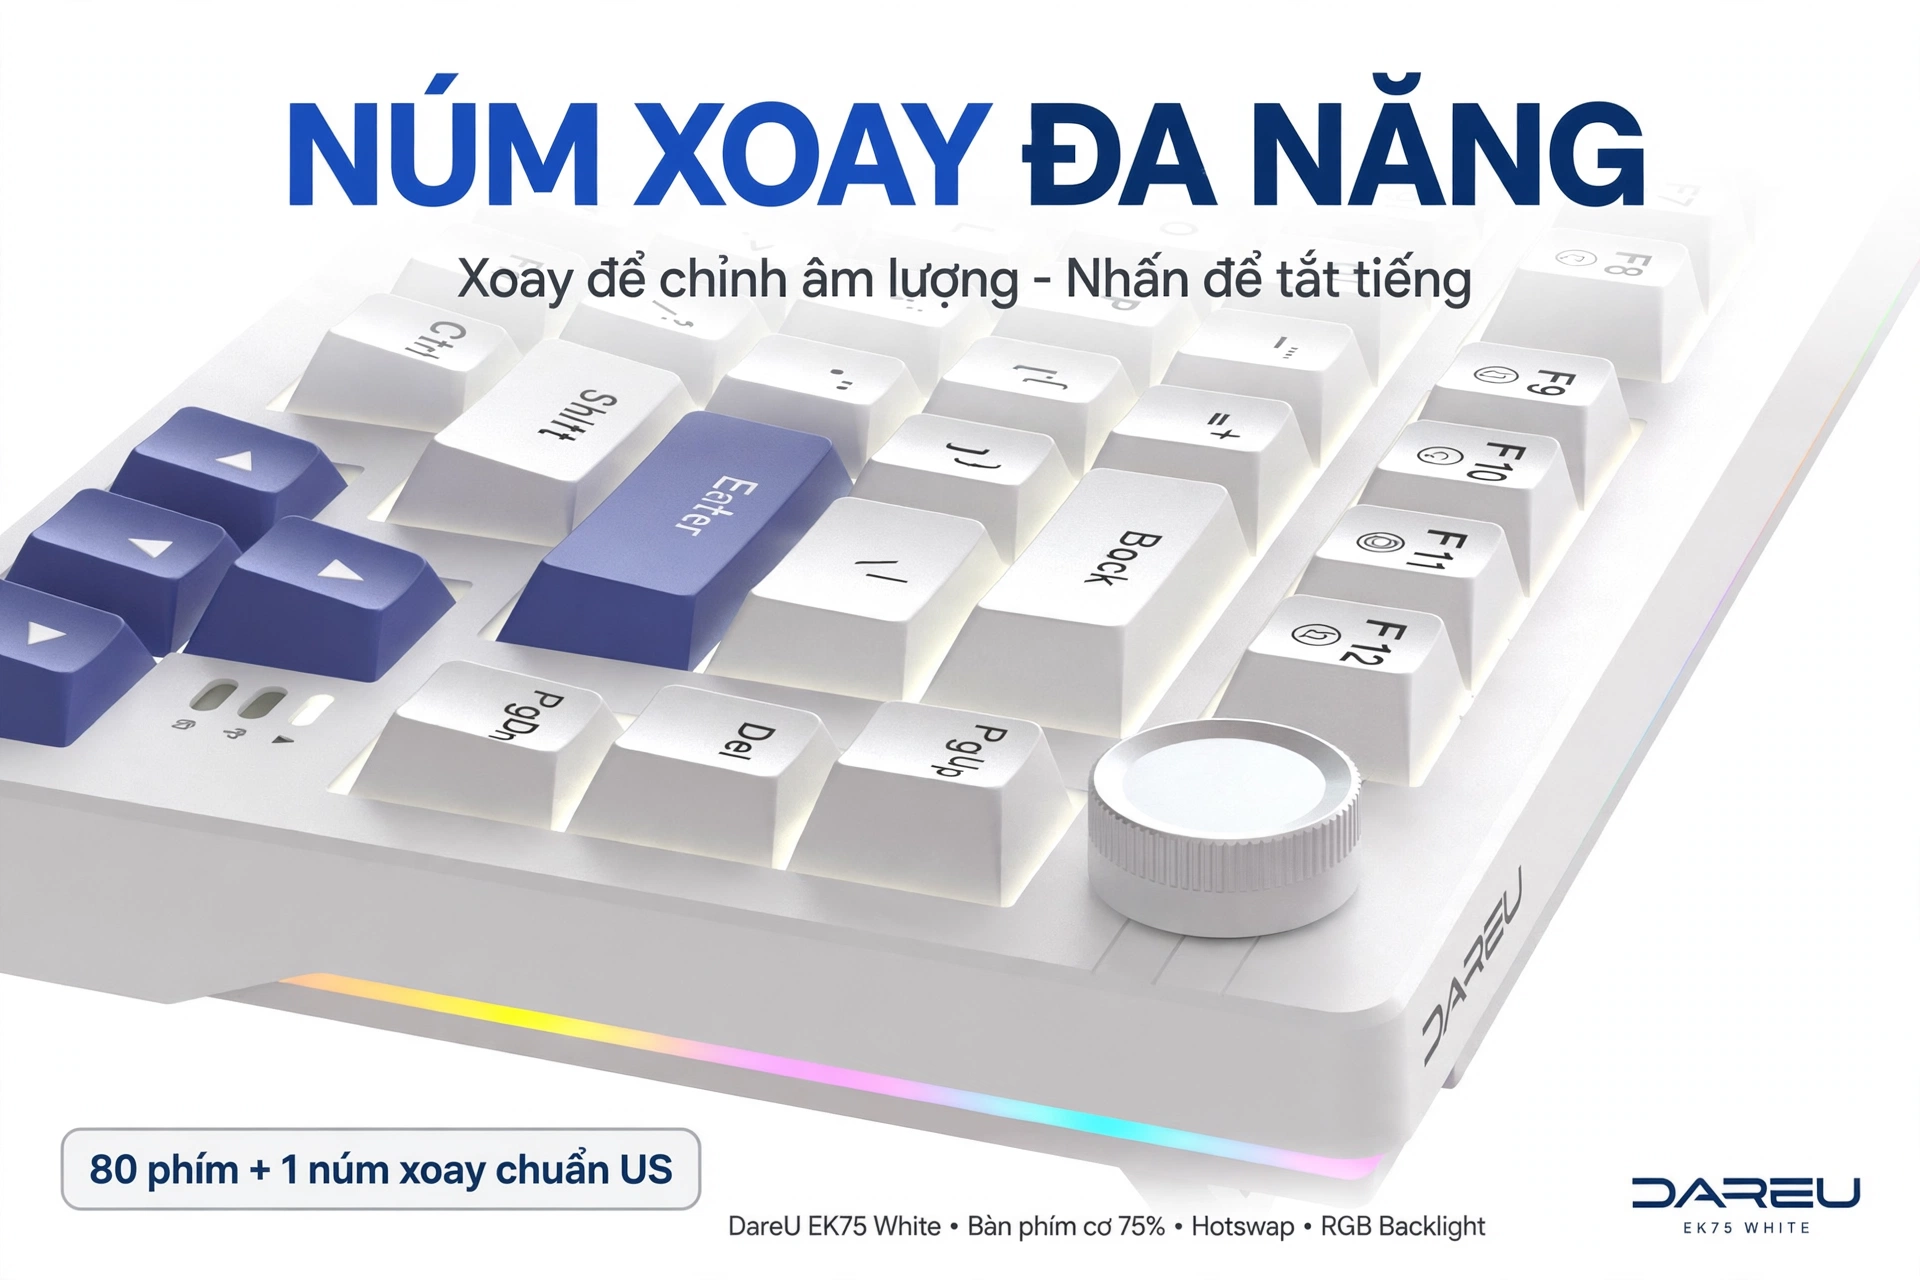 NÚM XOAY ĐA NĂNG
Xoay để chỉnh âm lượng - Nhấn để tắt tiếng
F8
F9
F10
F11
F12
Ctrl
P
Back
PgDn
Del
PgUp
DAREU
80 phím + 1 núm xoay chuẩn US
DareU EK75 White • Bàn phím cơ 75% • Hotswap • RGB Backlight
DAREU
EK75 WHITE